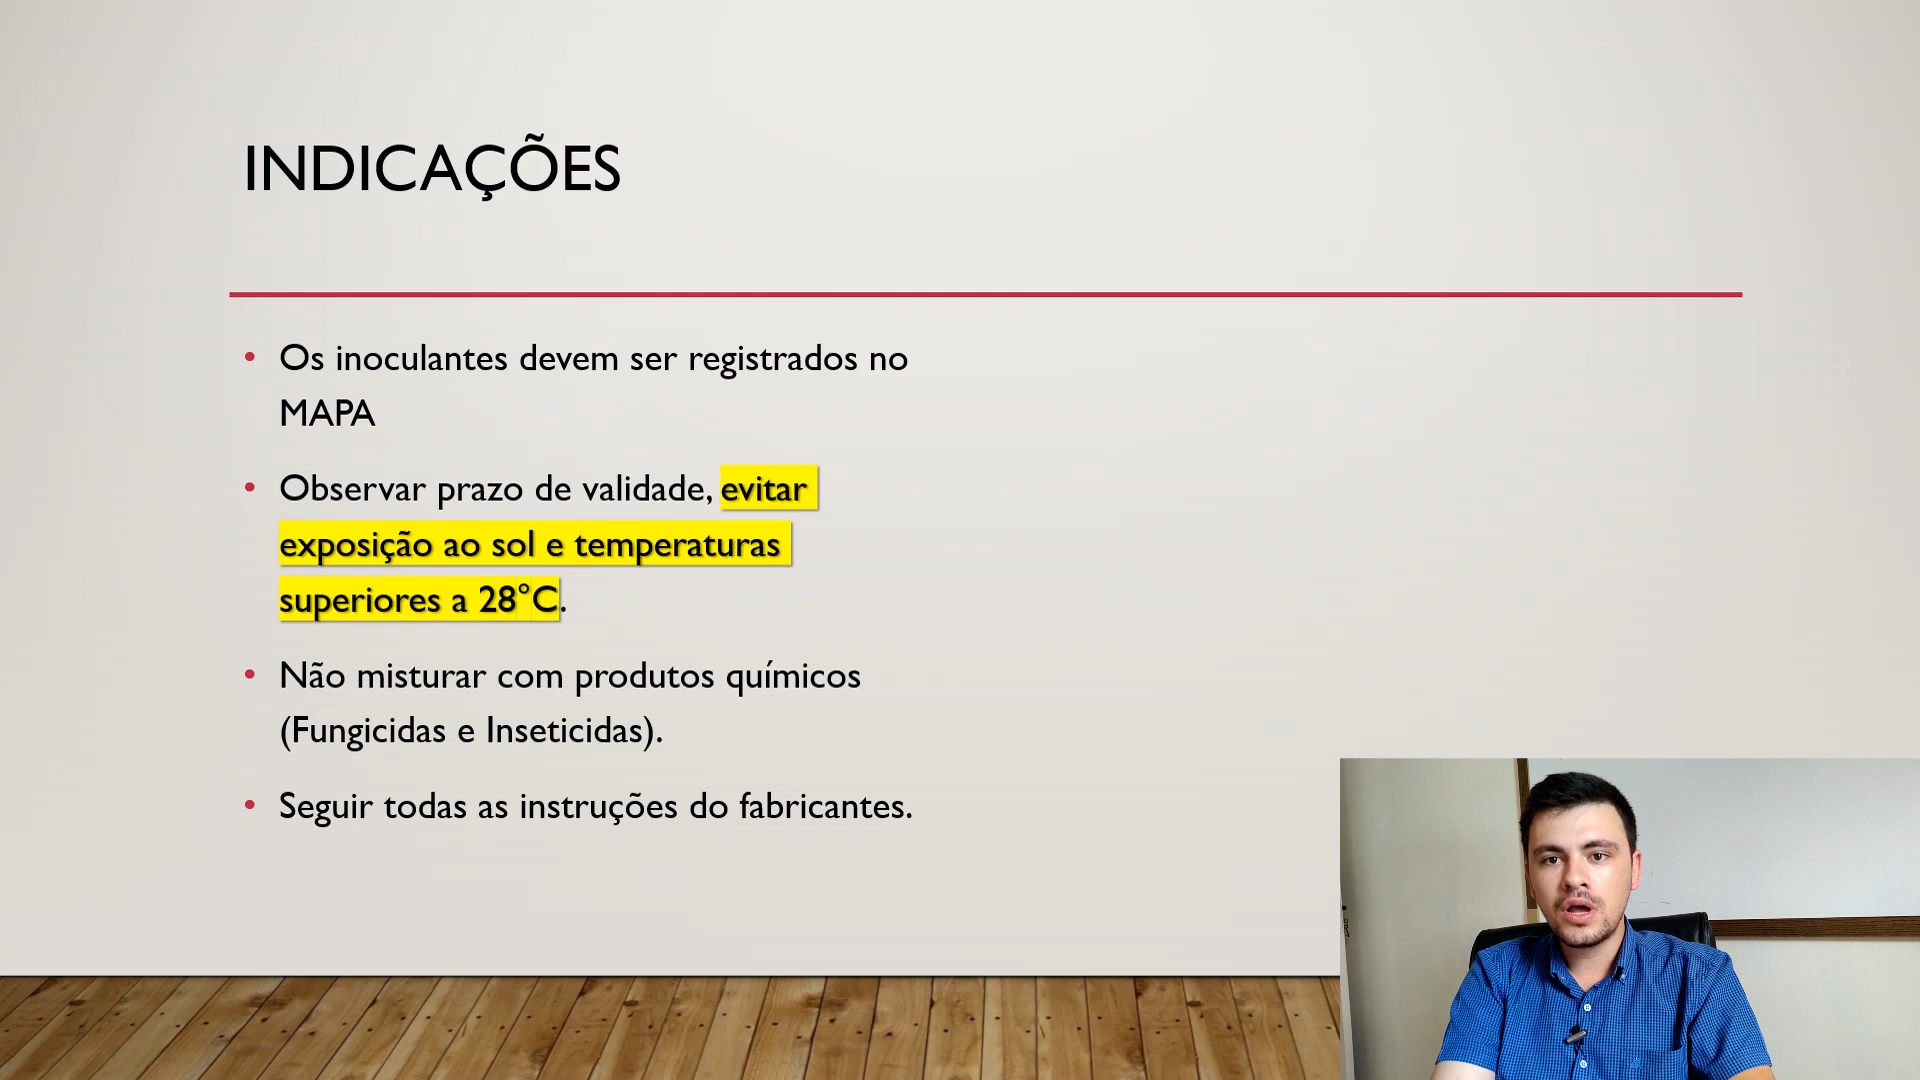 INDICAÇÕES
• Os inoculantes devem ser registrados no
MAPA
• Observar prazo de validade, evitar
exposição ao sol e temperaturas
superiores a 28°C.
• Não misturar com produtos químicos
(Fungicidas e Inseticidas).
• Seguir todas as instruções do fabricantes.